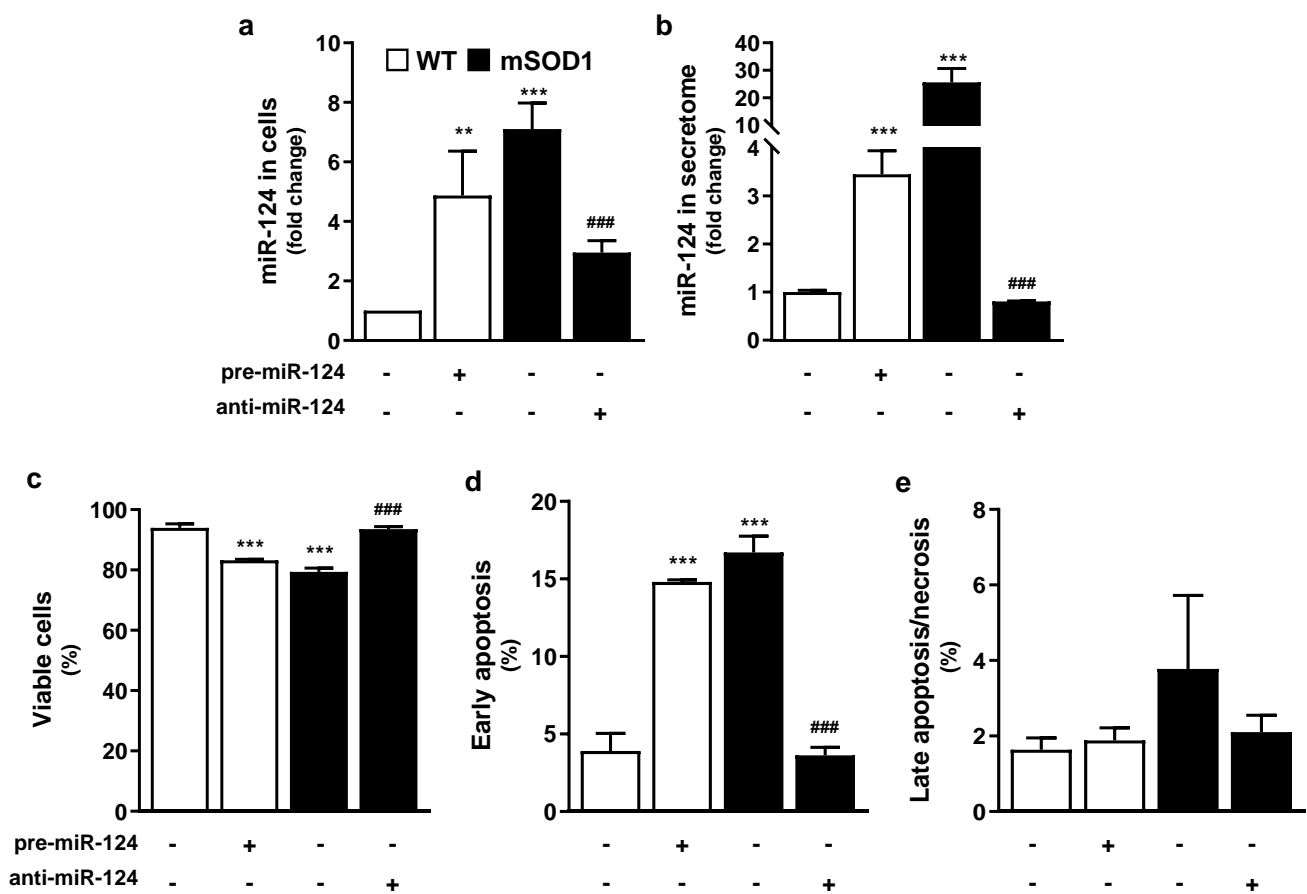 a
10
8
6
4
2
0
miR-124 in cells
(fold change)
WT mSOD1
**
***
###
b
40
30
20
10
4
3
2
1
0
miR-124 in secretome
(fold change)
***
***
###
pre-miR-124 - + - - - + - -
anti-miR-124 - - - + - - - +
c
100
80
60
40
20
0
Viable cells
(%)
***
***
###
d
20
15
10
5
0
Early apoptosis
(%)
***
***
###
e
8
6
4
2
0
Late apoptosis/necrosis
(%)
pre-miR-124 - + - - - + - - - + - -
anti-miR-124 - - - + - - - + - - - +